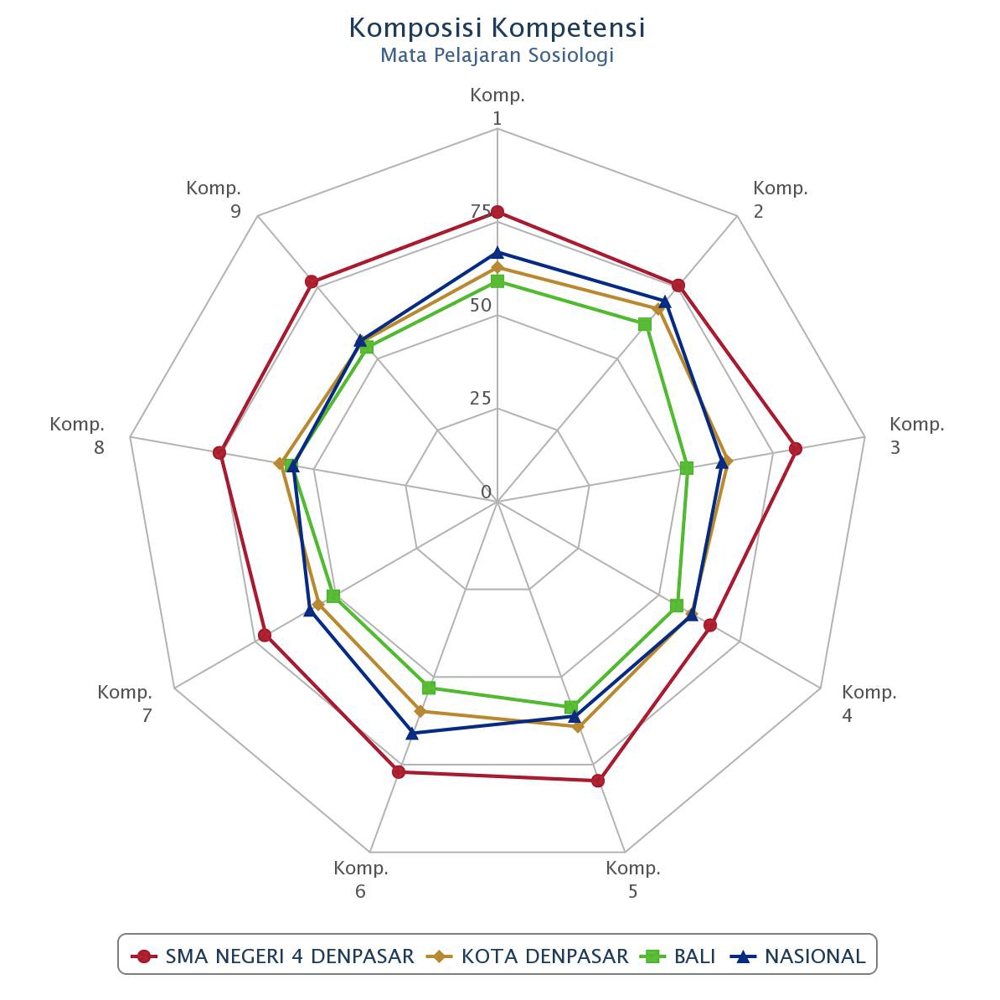 Komposisi Kompetensi
Mata Pelajaran Sosiologi
Komp.
1
Komp.
2
Komp.
3
Komp.
4
Komp.
5
Komp.
6
Komp.
7
Komp.
8
Komp.
9
75
50
25
0
SMA NEGERI 4 DENPASAR KOTA DENPASAR BALI NASIONAL